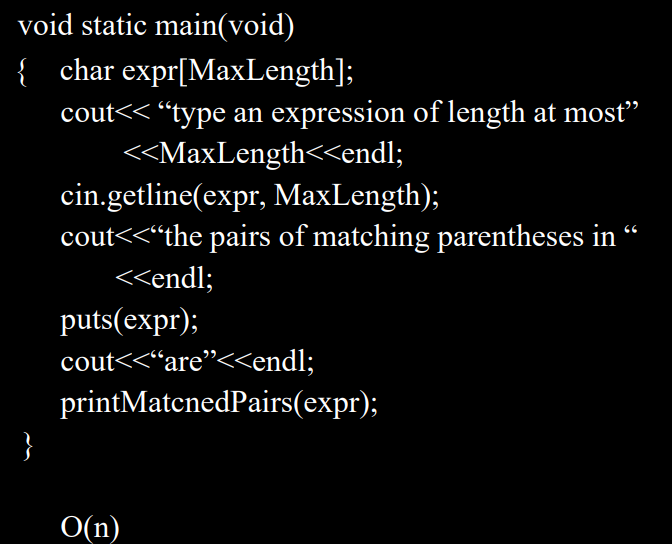 void static main(void)
{ char expr[MaxLength];
cout<< “type an expression of length at most”
<<MaxLength<<endl;
cin.getline(expr, MaxLength);
cout<<“the pairs of matching parentheses in “
<<endl;
puts(expr);
cout<<“are”<<endl;
printMatcnedPairs(expr);
}
O(n)